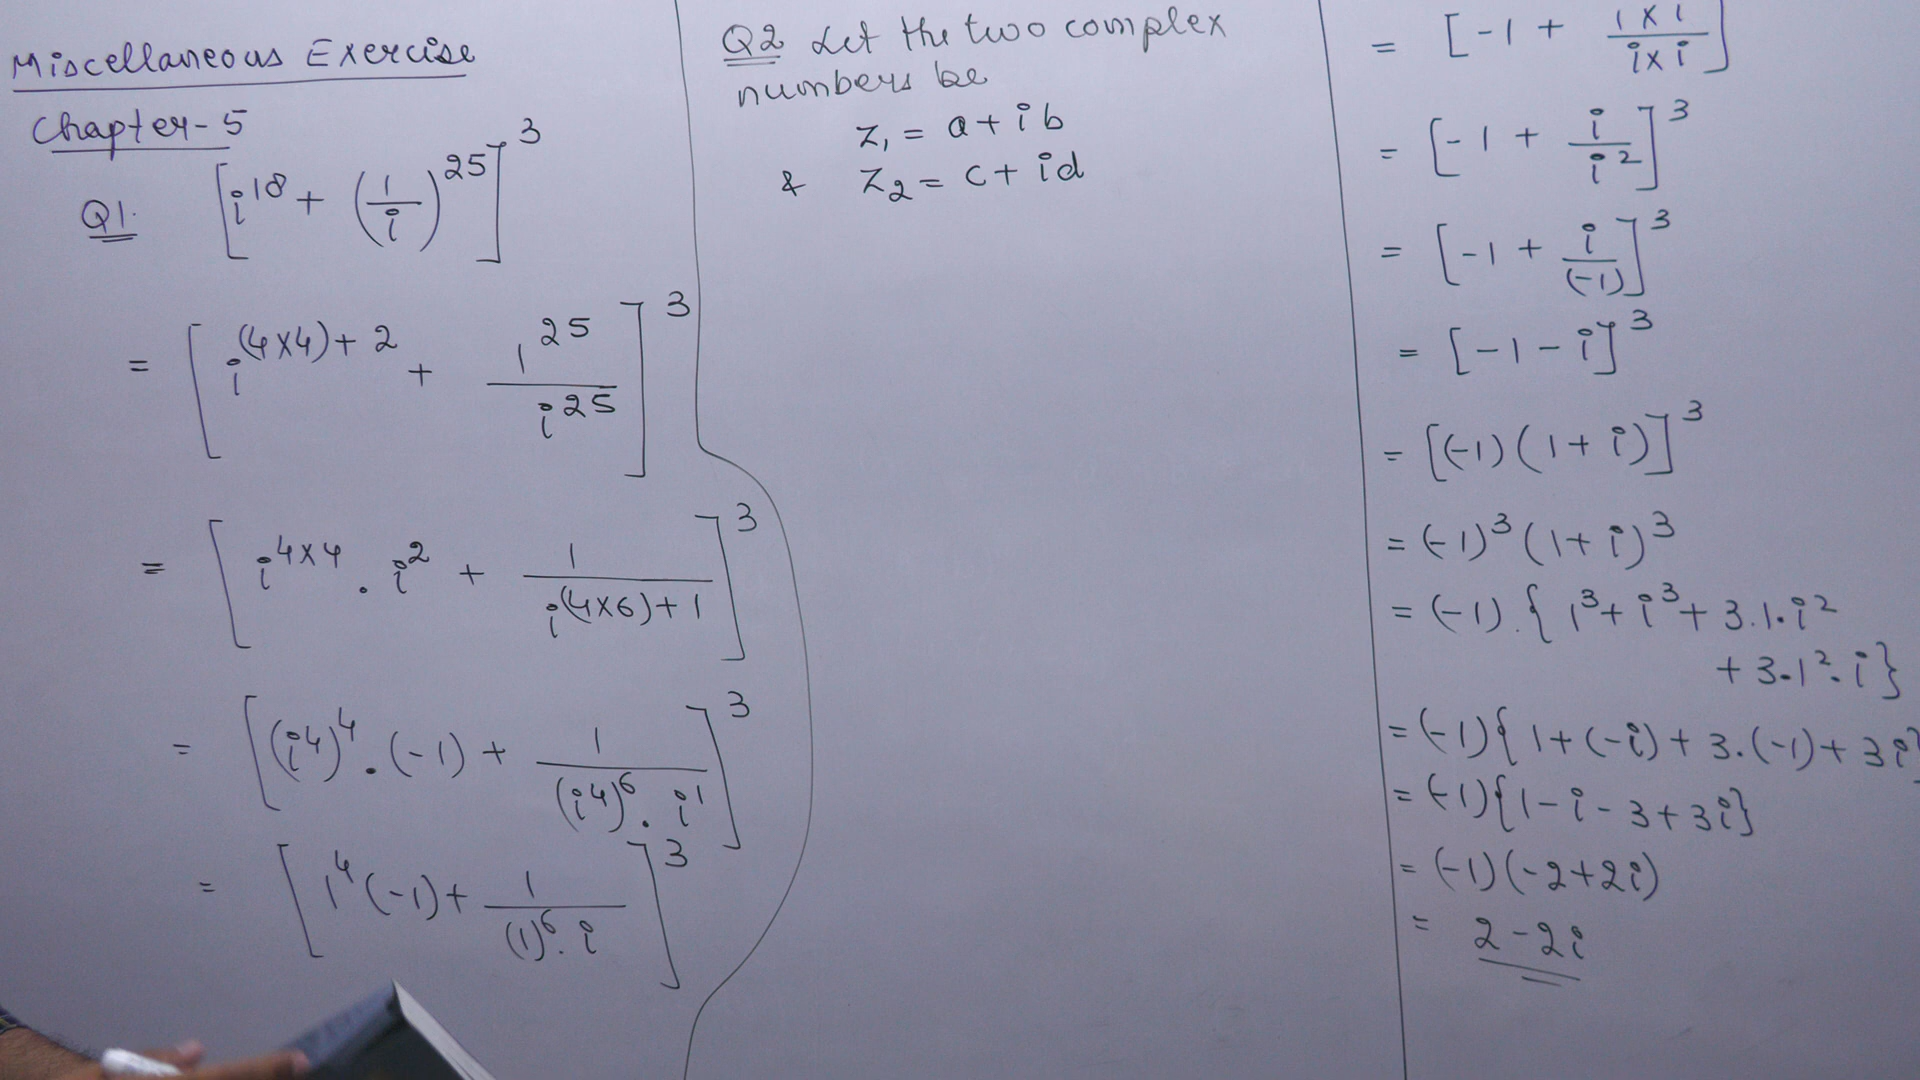 Miscellaneous Exercise
Chapter-5
Q1. [i^18 + (1/i)^25]^3
= [i^(4×4)+2 + 1^25/i^25]^3
= [i^4×4 . i^2 + 1/i^(4×6)+1]^3
= [(i^4)^4 . (-1) + 1/(i^4)^6 . i^1]^3
= [1^4 (-1) + 1/(1)^6 . i]^3
Q2 Let the two complex
numbers be
z₁ = a + ib
& z₂ = c + id
= [-1 + 1×i/i×i]
= [-1 + i/i^2]^3
= [-1 + i/(-1)]^3
= [-1 - i]^3
= [(-1)(1 + i)]^3
= (-1)^3 (1 + i)^3
= (-1).{1^3 + i^3 + 3.1.i^2
+ 3.1^2.i}
= (-1){1 + (-i) + 3.(-1) + 3i}
= (-1){1 - i - 3 + 3i}
= (-1)(-2 + 2i)
= 2 - 2i